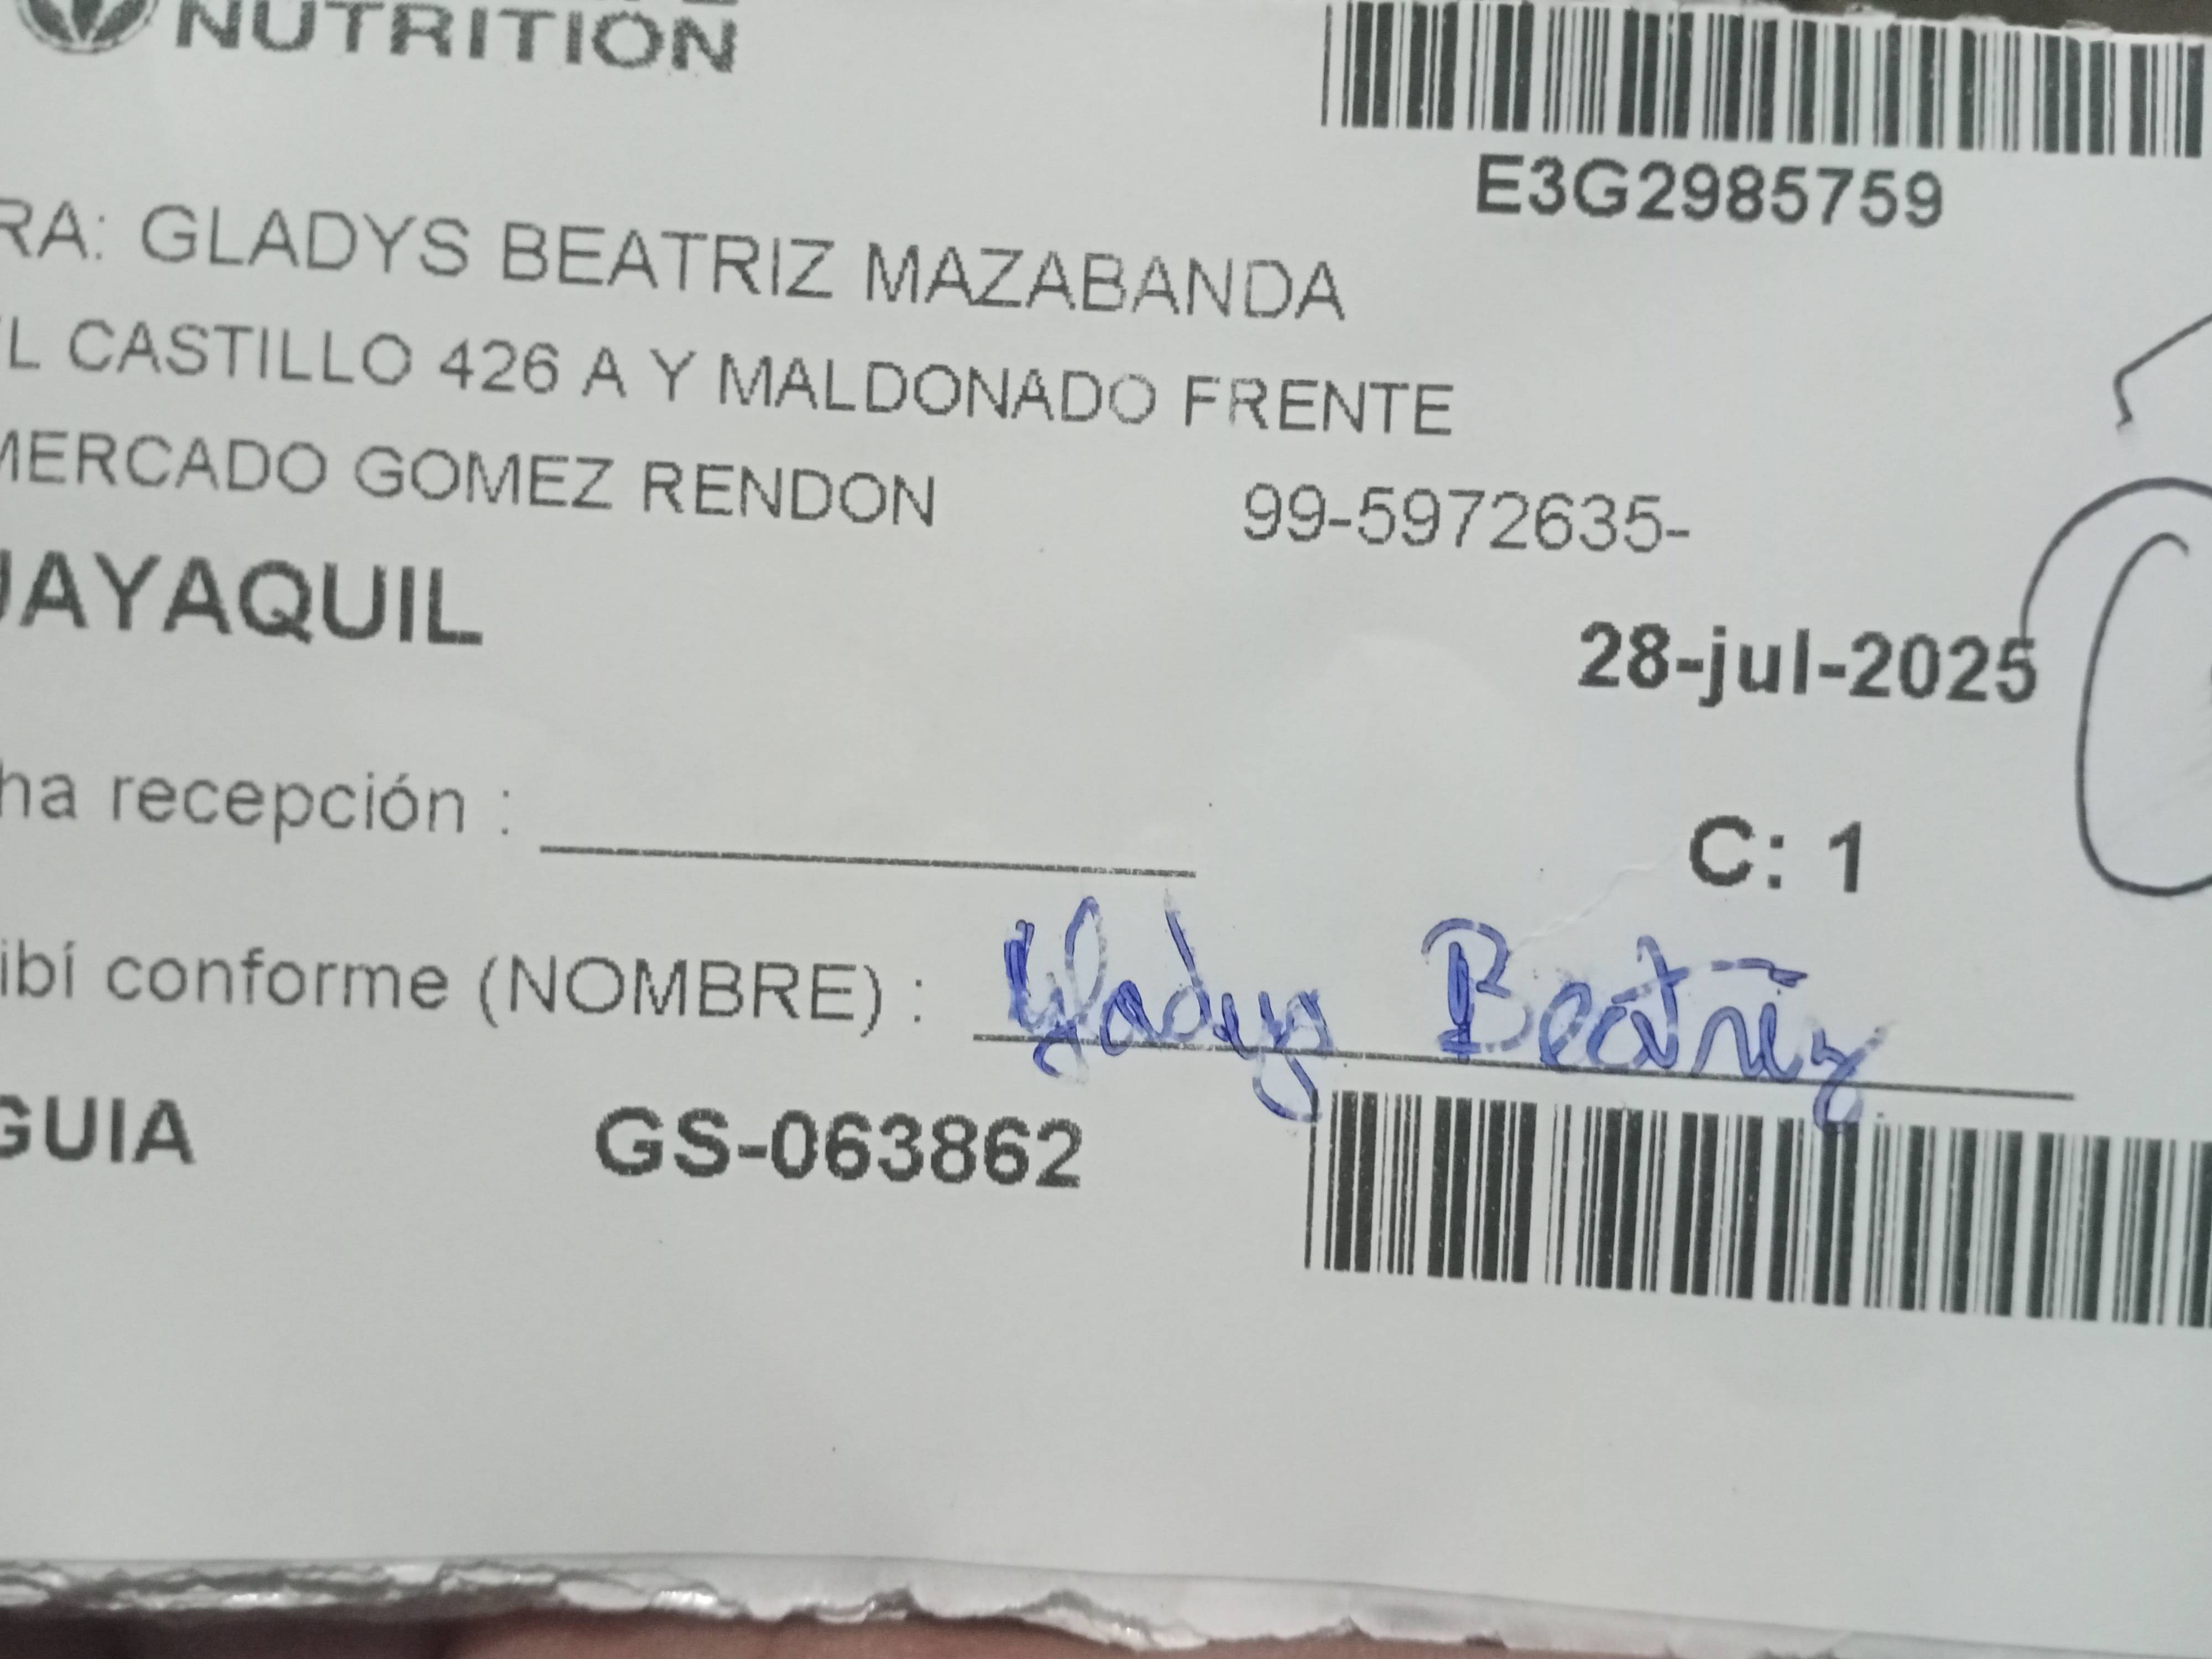 NUTRITION
E3G2985759
RA: GLADYS BEATRIZ MAZABANDA
L CASTILLO 426 A Y MALDONADO FRENTE
MERCADO GOMEZ RENDON 99-5972635-
UAYAQUIL
28-jul-2025
ha recepción :
C: 1
ibí conforme (NOMBRE) : Gladys Beatriz
GUIA GS-063862